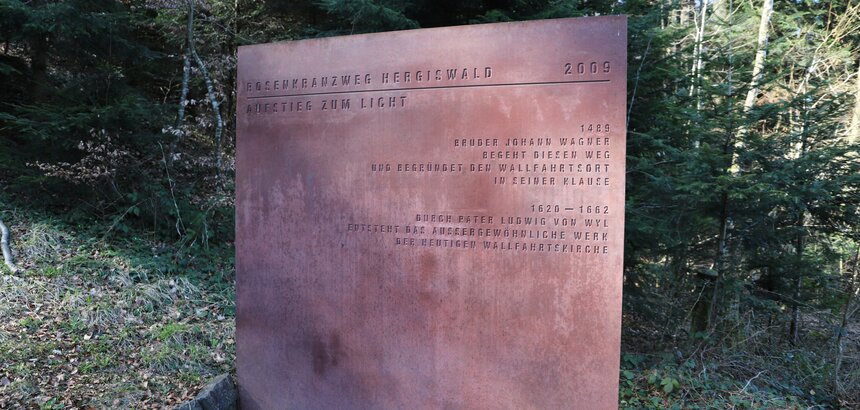 ROSENKRANZWEG HERGISWALD 2009
AUFSTIEG ZUM LICHT
1489
BRUDER JOHANN WAGNER
BEGEHT DIESEN WEG
UND BEGRÜNDET DEN WALLFAHRTSORT
IN SEINER KLAUSE
1620 — 1662
DURCH PATER LUDWIG VON WYL
ENTSTEHT DAS AUSSERGEWÖHNLICHE WERK
DER HEUTIGEN WALLFAHRTSKIRCHE